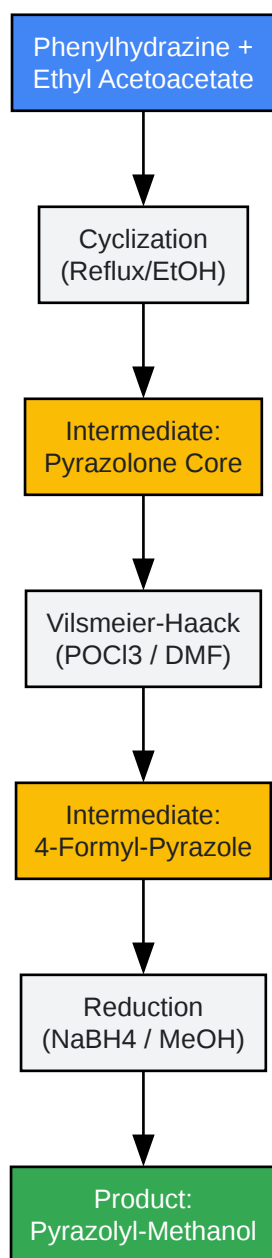 Phenylhydrazine +
Ethyl Acetoacetate
Cyclization
(Reflux/EtOH)
Intermediate:
Pyrazolone Core
Vilsmeier-Haack
(POCl3 / DMF)
Intermediate:
4-Formyl-Pyrazole
Reduction
(NaBH4 / MeOH)
Product:
Pyrazolyl-Methanol